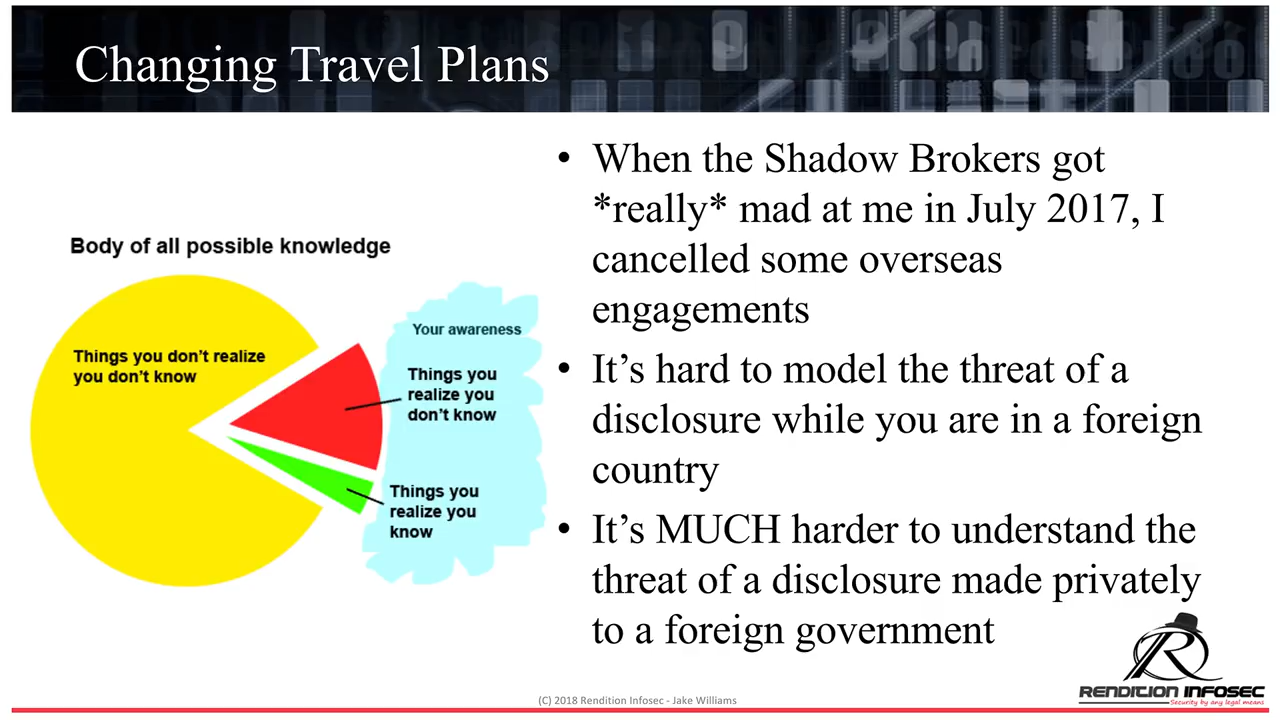 Changing Travel Plans
Body of all possible knowledge
Things you don't realize
you don't know
Your awareness
Things you
realize you
don't know
Things you
realize you
know
• When the Shadow Brokers got
*really* mad at me in July 2017, I
cancelled some overseas
engagements
• It's hard to model the threat of a
disclosure while you are in a foreign
country
• It's MUCH harder to understand the
threat of a disclosure made privately
to a foreign government
R
RENDITION INFOSEC
Security by any legal means
(C) 2018 Rendition Infosec - Jake Williams